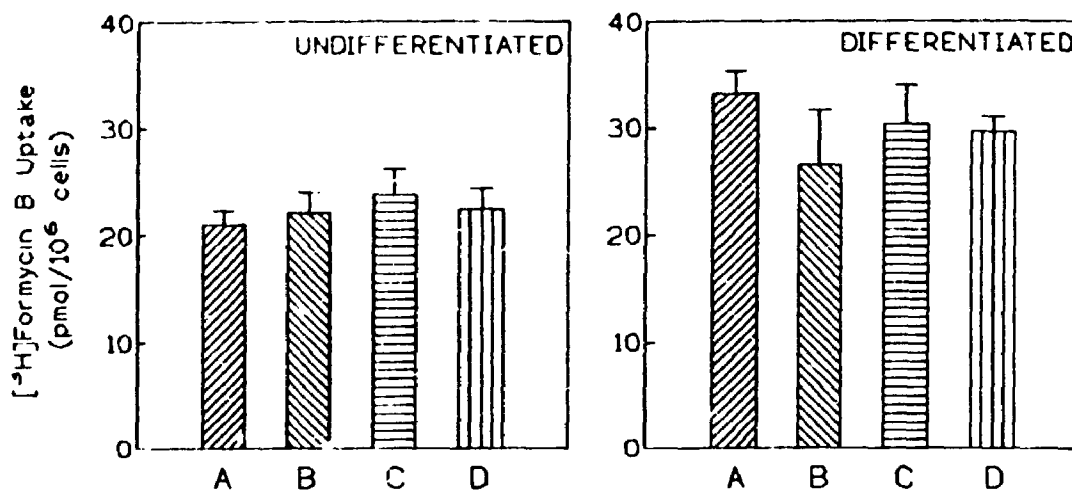 [³H]Formycin B Uptake
(pmol/10⁶ cells)
UNDIFFERENTIATED
40
30
20
10
0
A B C D
DIFFERENTIATED
40
30
20
10
0
A B C D